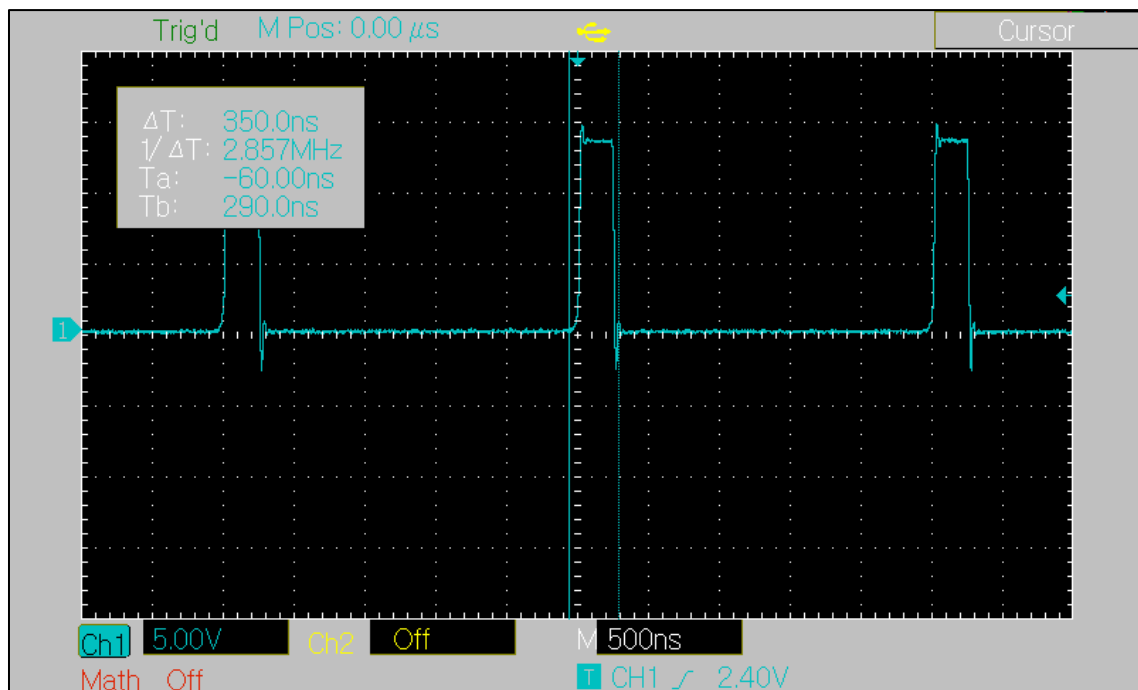 Trig'd M Pos: 0.00 μs Cursor
ΔT: 350.0ns
1/ΔT: 2.857MHz
Ta: -60.00ns
Tb: 290.0ns
1
Ch1 5.00V Ch2 Off M 500ns
Math Off T CH1 2.40V